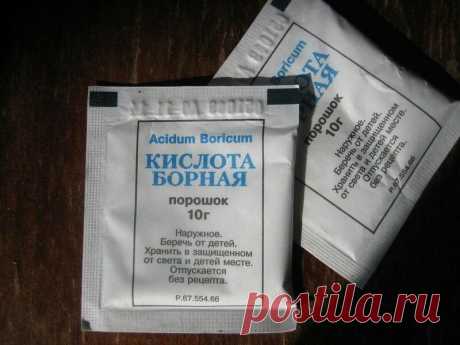 Acidum Boricum
КИСЛОТА
БОРНАЯ
порошок
10г
Наружное.
Беречь от детей.
Хранить в защищенном
от света и детей месте.
Отпускается
без рецепта.
Р.67.554.66
Boricum
порошок
10г
Наружное.
Беречь от детей.
Хранить в защищенном
от света и детей месте.
Отпускается
без рецепта.
Р.67.554.66
postila.ru